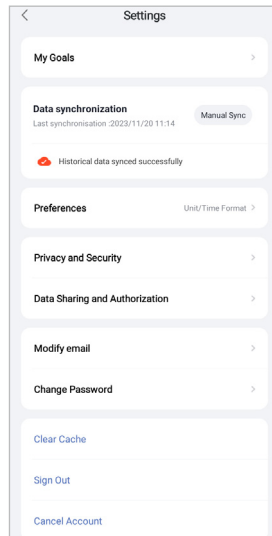 Settings
My Goals
Data synchronization
Manual Sync
Last synchronisation :2023/11/20 11:14
Historical data synced successfully
Preferences
Unit/Time Format
Privacy and Security
Data Sharing and Authorization
Modify email
Change Password
Clear Cache
Sign Out
Cancel Account